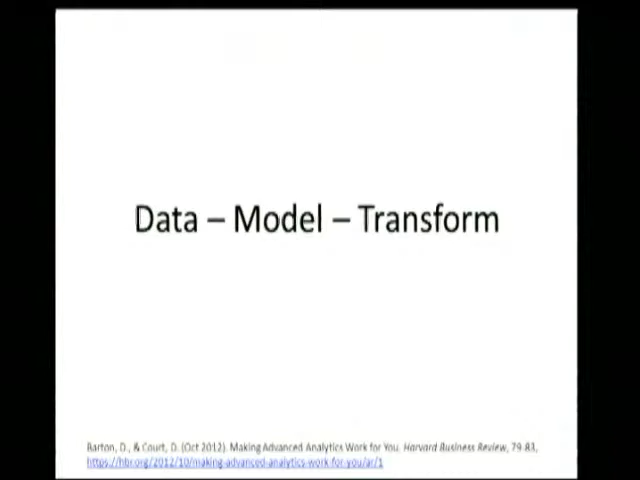 Data – Model – Transform
Barton, D., & Court, D. (Oct 2012). Making Advanced Analytics Work for You. Harvard Business Review, 79-83,
https://hbr.org/2012/10/making-advanced-analytics-work-for-you/ar/1